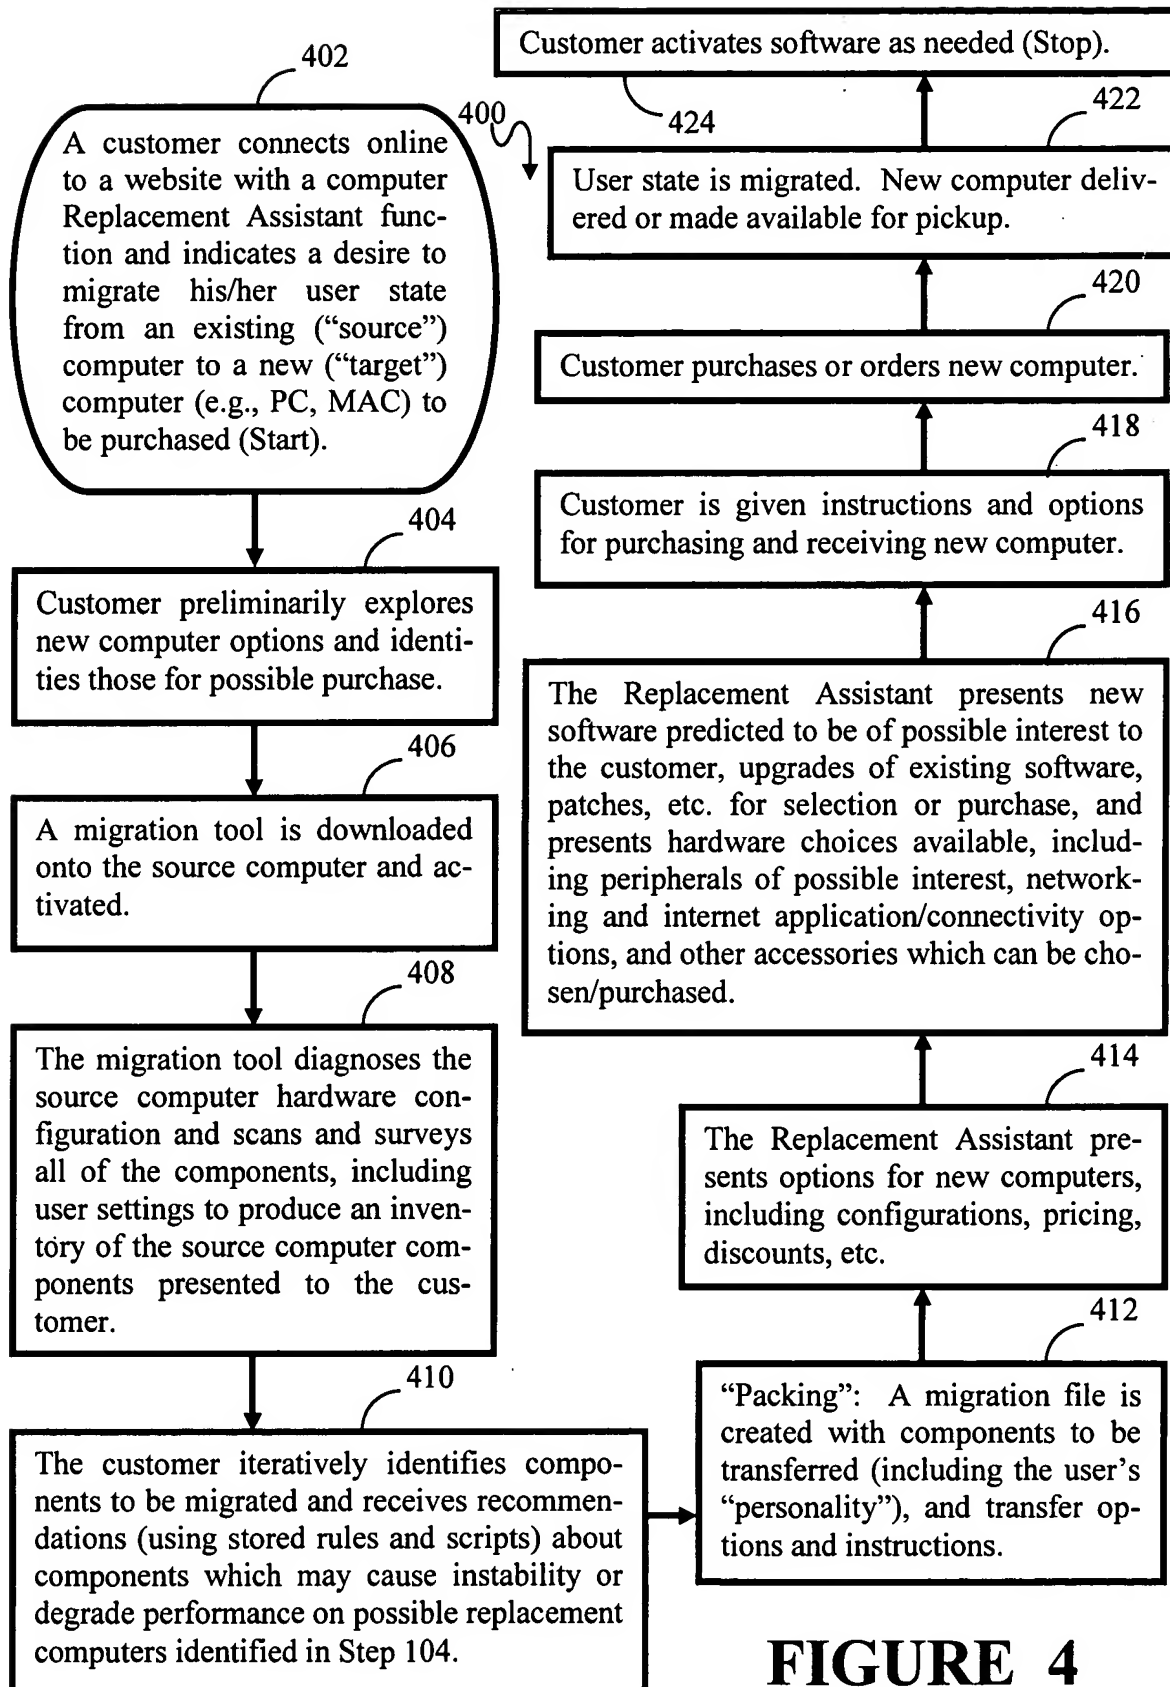 402
A customer connects online
to a website with a computer
Replacement Assistant func-
tion and indicates a desire to
migrate his/her user state
from an existing (“source”)
computer to a new (“target”)
computer (e.g., PC, MAC) to
be purchased (Start).
404
Customer preliminarily explores
new computer options and identi-
ties those for possible purchase.
406
A migration tool is downloaded
onto the source computer and ac-
tivated.
408
The migration tool diagnoses the
source computer hardware con-
figuration and scans and surveys
all of the components, including
user settings to produce an inven-
tory of the source computer com-
ponents presented to the cus-
tomer.
410
The customer iteratively identifies compo-
nents to be migrated and receives recommen-
dations (using stored rules and scripts) about
components which may cause instability or
degrade performance on possible replacement
computers identified in Step 104.
412
“Packing”: A migration file is
created with components to be
transferred (including the user’s
“personality”), and transfer op-
tions and instructions.
414
The Replacement Assistant pre-
sents options for new computers,
including configurations, pricing,
discounts, etc.
416
The Replacement Assistant presents new
software predicted to be of possible interest to
the customer, upgrades of existing software,
patches, etc. for selection or purchase, and
presents hardware choices available, includ-
ing peripherals of possible interest, network-
ing and internet application/connectivity op-
tions, and other accessories which can be cho-
sen/purchased.
418
Customer is given instructions and options
for purchasing and receiving new computer.
420
Customer purchases or orders new computer.
422
User state is migrated. New computer deliv-
ered or made available for pickup.
400
424
Customer activates software as needed (Stop).
FIGURE 4